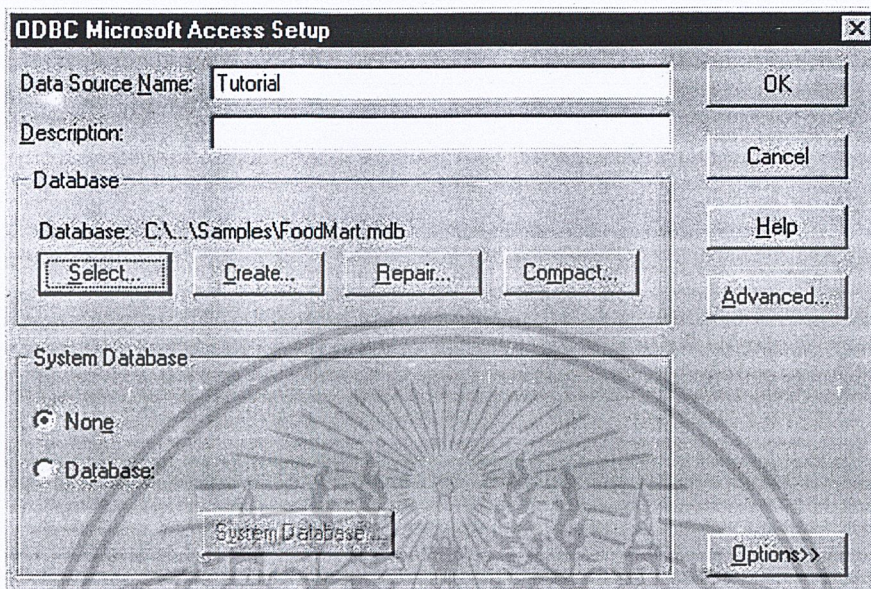 ODBC Microsoft Access Setup
Data Source Name: Tutorial
OK
Description:
Cancel
Database
Database: C:\...\Samples\FoodMart.mdb
Help
Select... Create... Repair... Compact...
Advanced...
System Database
None
Database:
System Database...
Options>>